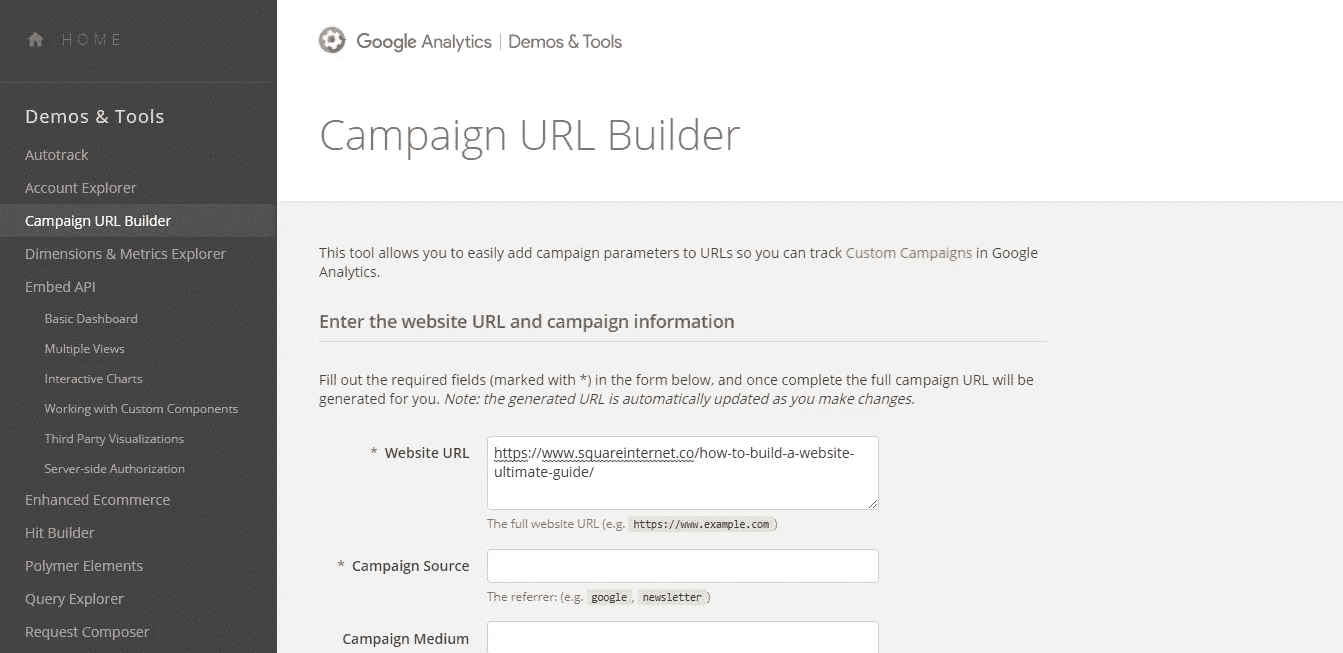 HOME
Demos & Tools
Autotrack
Account Explorer
Campaign URL Builder
Dimensions & Metrics Explorer
Embed API
Basic Dashboard
Multiple Views
Interactive Charts
Working with Custom Components
Third Party Visualizations
Server-side Authorization
Enhanced Ecommerce
Hit Builder
Polymer Elements
Query Explorer
Request Composer
Google Analytics | Demos & Tools
Campaign URL Builder
This tool allows you to easily add campaign parameters to URLs so you can track Custom Campaigns in Google
Analytics.
Enter the website URL and campaign information
Fill out the required fields (marked with *) in the form below, and once complete the full campaign URL will be
generated for you. Note: the generated URL is automatically updated as you make changes.
* Website URL
https://www.squareinternet.co/how-to-build-a-website-
ultimate-guide/
The full website URL (e.g. https://www.example.com)
* Campaign Source
The referrer: (e.g. google, newsletter)
Campaign Medium